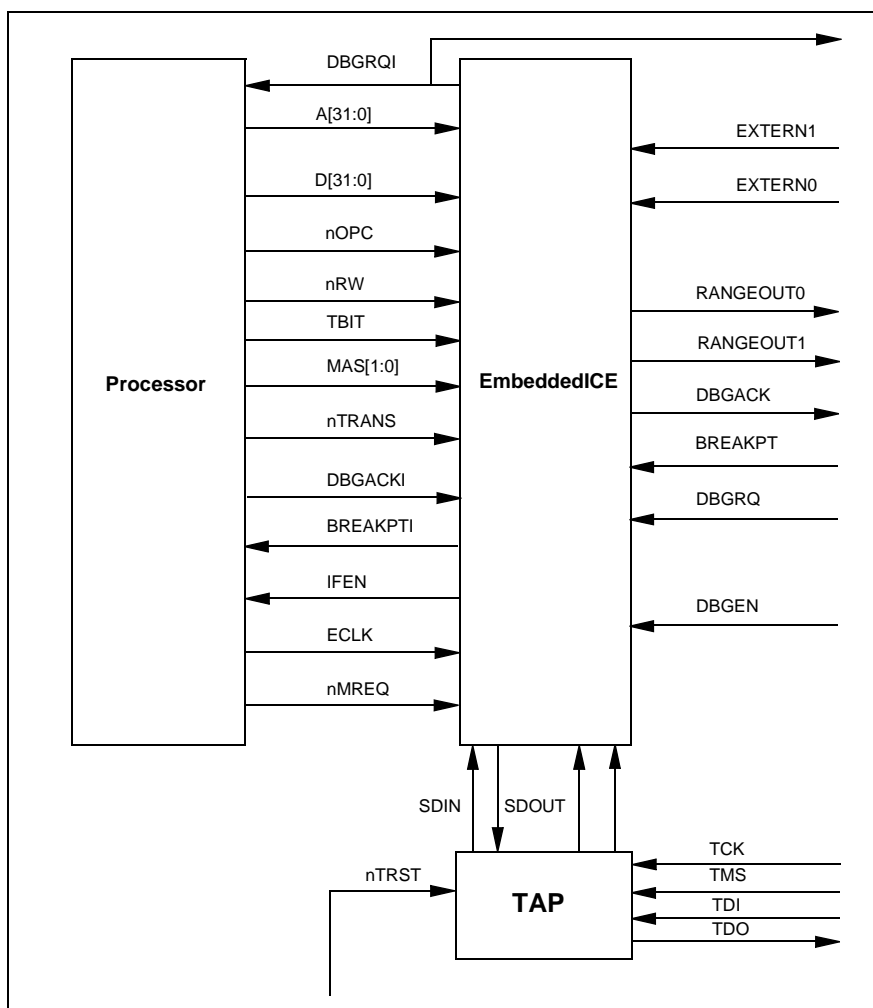 DBGRQI
A[31:0]
EXTERN1
D[31:0]
EXTERN0
nOPC
nRW
RANGEOUT0
TBIT
RANGEOUT1
MAS[1:0]
Processor
EmbeddedICE
DBGACK
nTRANS
BREAKPT
DBGACKI
DBGRQ
BREAKPTI
IFEN
DBGEN
ECLK
nMREQ
SDIN
SDOUT
TCK
nTRST
TMS
TAP
TDI
TDO